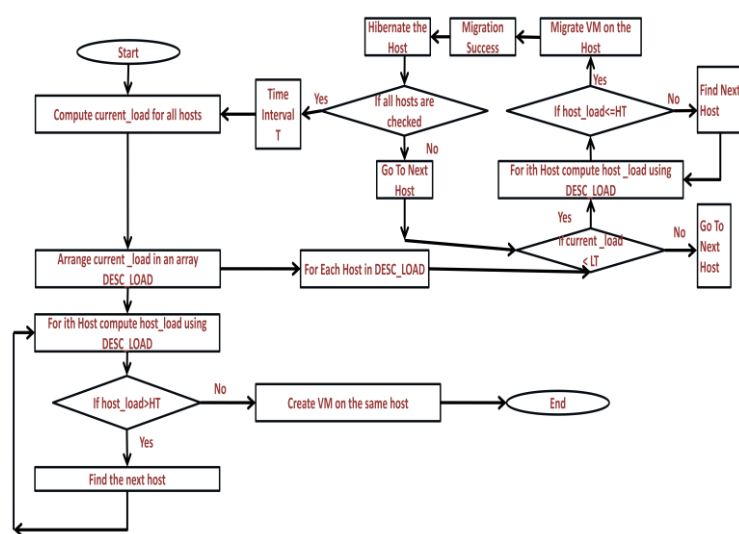 Start
Compute current_load for all hosts
Time
Interval
T
Yes
Hibernate the
Host
Migration
Success
Migrate VM on the
Host
If all hosts are
checked
No
Go To Next
Host
Yes
If host_load<=HT
No
Find Next
Host
For ith Host compute host _load using
DESC_LOAD
Yes
If current _load
< LT
No
Go To
Next
Host
Arrange current _load in an array
DESC_LOAD
For Each Host in DESC_LOAD
For ith Host compute host_load using
DESC_LOAD
If host_load>HT
No
Create VM on the same host
End
Yes
Find the next host